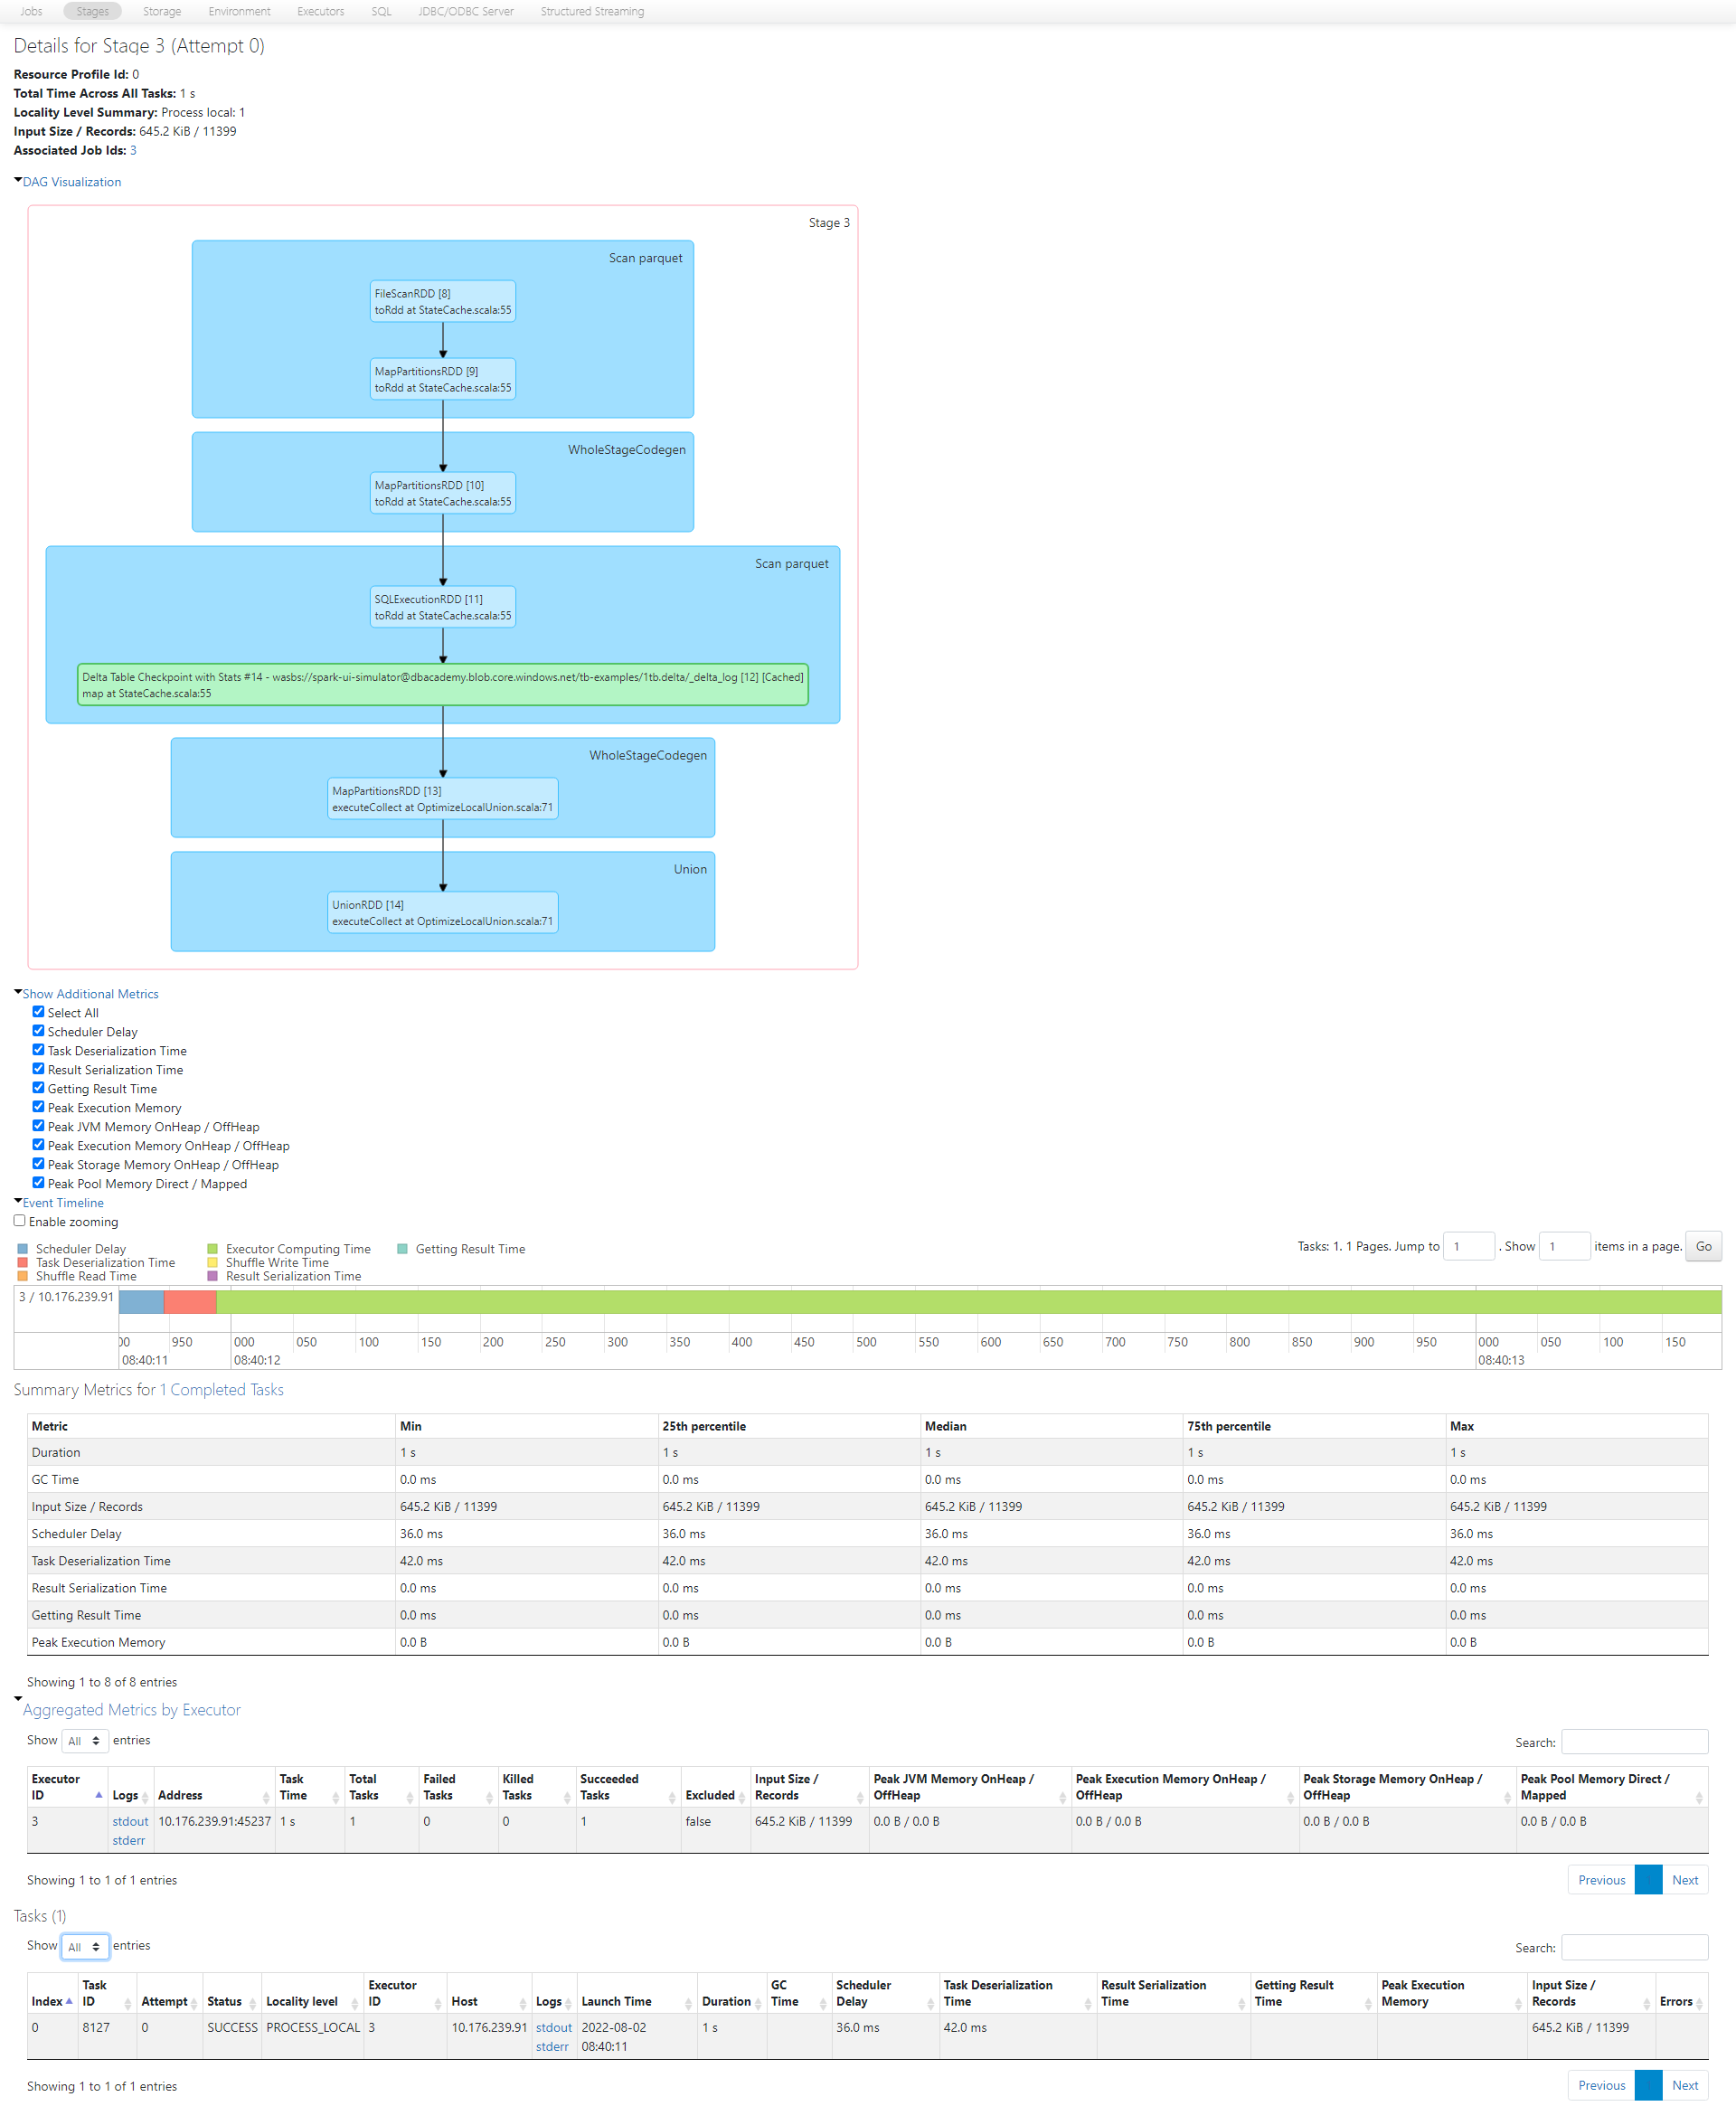 Jobs Stages Storage Environment Executors SQL JDBC/ODBC Server Structured Streaming
Details for Stage 3 (Attempt 0)
Resource Profile Id: 0
Total Time Across All Tasks: 1 s
Locality Level Summary: Process local: 1
Input Size / Records: 645.2 KiB / 11399
Associated Job Ids: 3
DAG Visualization
Stage 3
Scan parquet
FileScanRDD [8]
toRdd at StateCache.scala:55
MapPartitionsRDD [9]
toRdd at StateCache.scala:55
WholeStageCodegen
MapPartitionsRDD [10]
toRdd at StateCache.scala:55
Scan parquet
SQLExecutionRDD [11]
toRdd at StateCache.scala:55
Delta Table Checkpoint with Stats #14 - wasbs://spark-ui-simulator@dbacademy.blob.core.windows.net/tb-examples/1tb.delta/_delta_log [12] [Cached]
map at StateCache.scala:55
WholeStageCodegen
MapPartitionsRDD [13]
executeCollect at OptimizeLocalUnion.scala:71
Union
UnionRDD [14]
executeCollect at OptimizeLocalUnion.scala:71
Show Additional Metrics
Select All
Scheduler Delay
Task Deserialization Time
Result Serialization Time
Getting Result Time
Peak Execution Memory
Peak JVM Memory OnHeap / OffHeap
Peak Execution Memory OnHeap / OffHeap
Peak Storage Memory OnHeap / OffHeap
Peak Pool Memory Direct / Mapped
Event Timeline
Enable zooming
Scheduler Delay Executor Computing Time Getting Result Time
Task Deserialization Time Shuffle Write Time
Shuffle Read Time Result Serialization Time
Tasks: 1. 1 Pages. Jump to 1 . Show 1 items in a page. Go
3 / 10.176.239.91
00 950 000 050 100 150 200 250 300 350 400 450 500 550 600 650 700 750 800 850 900 950 000 050 100 150
08:40:11 08:40:12 08:40:13
Summary Metrics for 1 Completed Tasks
Metric Min 25th percentile Median 75th percentile Max
Duration 1 s 1 s 1 s 1 s 1 s
GC Time 0.0 ms 0.0 ms 0.0 ms 0.0 ms 0.0 ms
Input Size / Records 645.2 KiB / 11399 645.2 KiB / 11399 645.2 KiB / 11399 645.2 KiB / 11399 645.2 KiB / 11399
Scheduler Delay 36.0 ms 36.0 ms 36.0 ms 36.0 ms 36.0 ms
Task Deserialization Time 42.0 ms 42.0 ms 42.0 ms 42.0 ms 42.0 ms
Result Serialization Time 0.0 ms 0.0 ms 0.0 ms 0.0 ms 0.0 ms
Getting Result Time 0.0 ms 0.0 ms 0.0 ms 0.0 ms 0.0 ms
Peak Execution Memory 0.0 B 0.0 B 0.0 B 0.0 B 0.0 B
Showing 1 to 8 of 8 entries
Aggregated Metrics by Executor
Show All entries Search:
Executor ID Logs Address Task Time Total Tasks Failed Tasks Killed Tasks Succeeded Tasks Excluded Input Size / Records Peak JVM Memory OnHeap / OffHeap Peak Execution Memory OnHeap / OffHeap Peak Storage Memory OnHeap / OffHeap Peak Pool Memory Direct / Mapped
3 stdout 10.176.239.91:45237 1 s 1 0 0 1 false 645.2 KiB / 11399 0.0 B / 0.0 B 0.0 B / 0.0 B 0.0 B / 0.0 B 0.0 B / 0.0 B
stderr
Showing 1 to 1 of 1 entries Previous Next
Tasks (1)
Show All entries Search:
Index Task ID Attempt Status Locality level Executor ID Host Logs Launch Time Duration GC Time Scheduler Delay Task Deserialization Time Result Serialization Time Getting Result Time Peak Execution Memory Input Size / Records Errors
0 8127 0 SUCCESS PROCESS_LOCAL 3 10.176.239.91 stdout 2022-08-02 1 s 36.0 ms 42.0 ms 645.2 KiB / 11399
stderr 08:40:11
Showing 1 to 1 of 1 entries Previous Next